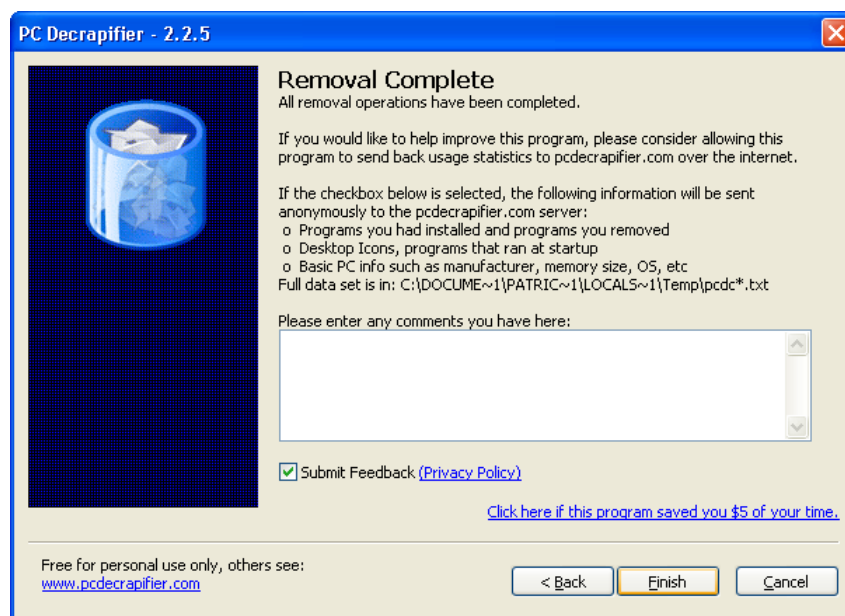 PC Decrapifier - 2.2.5
Removal Complete
All removal operations have been completed.
If you would like to help improve this program, please consider allowing this
program to send back usage statistics to pcdecrapifier.com over the internet.
If the checkbox below is selected, the following information will be sent
anonymously to the pcdecrapifier.com server:
o Programs you had installed and programs you removed
o Desktop Icons, programs that ran at startup
o Basic PC info such as manufacturer, memory size, OS, etc
Full data set is in: C:\DOCUME~1\PATRIC~1\LOCALS~1\Temp\pcdc*.txt
Please enter any comments you have here:
Submit Feedback (Privacy Policy)
Click here if this program saved you $5 of your time.
Free for personal use only, others see:
www.pcdecrapifier.com
< Back Finish Cancel